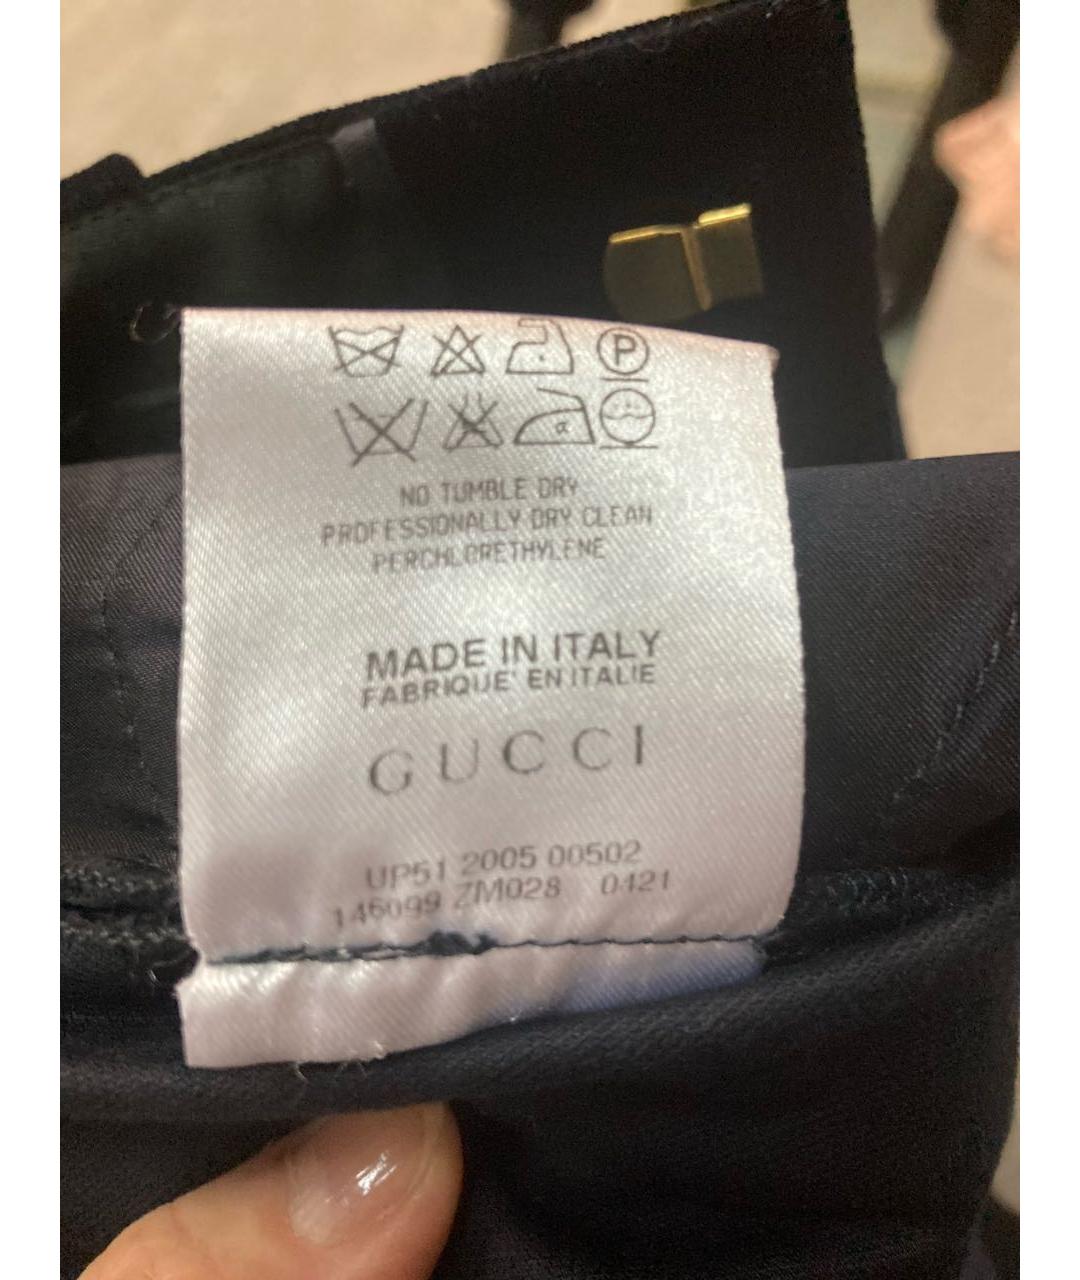 P
NO TUMBLE DRY
PROFESSIONALLY DRY CLEAN
PERCHLORETHYLENE
MADE IN ITALY
FABRIQUE' EN ITALIE
GUCCI
UP51 2005 00502
146099 ZM028 0421